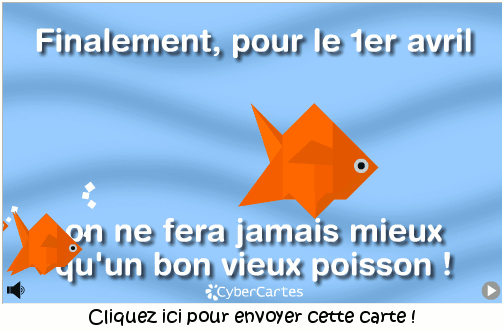 Finalement, pour le 1er avril
on ne fera jamais mieux
qu'un bon vieux poisson !
CyberCartes
Cliquez ici pour envoyer cette carte !